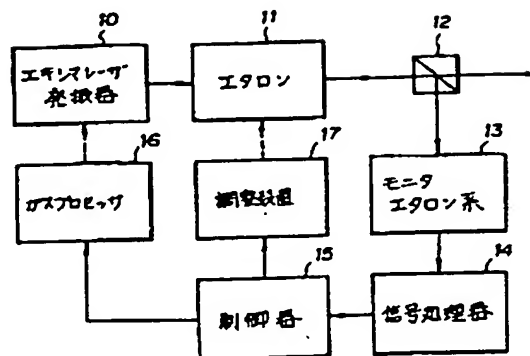 10
エキシマレーザ
発振器
11
エタロン
12
16
ガスプロセッサ
17
調整装置
13
モニタ
エタロン系
15
制御器
14
信号処理器